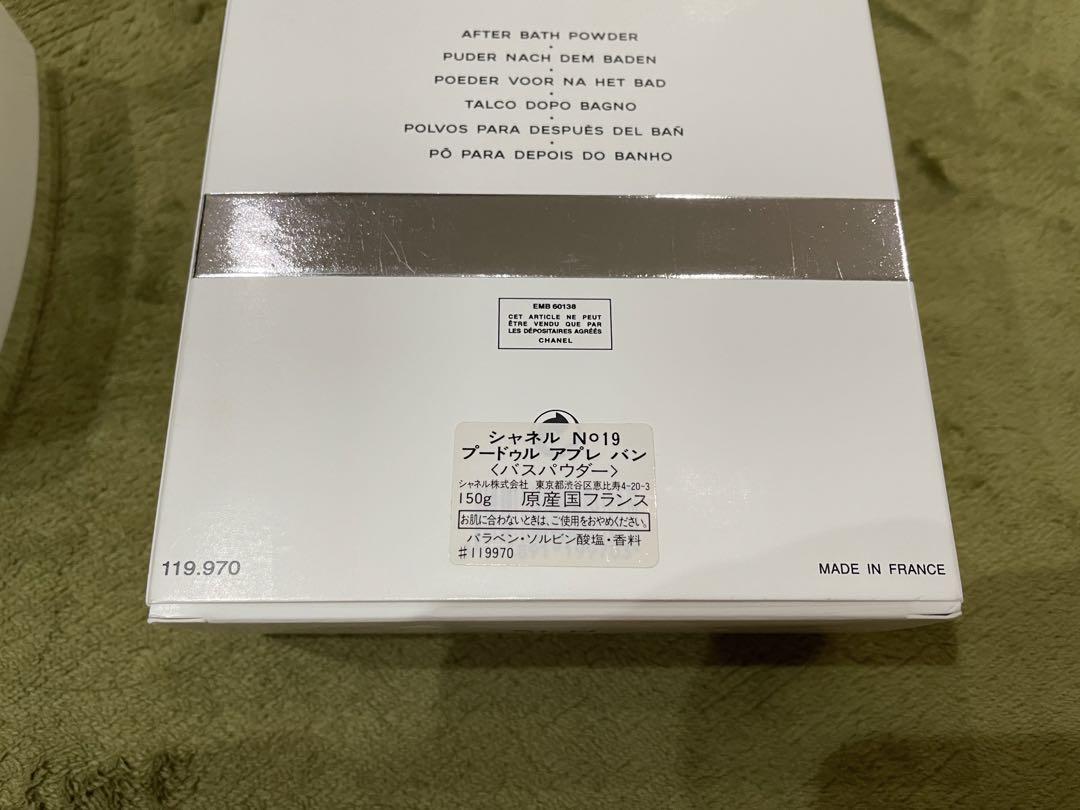 AFTER BATH POWDER
PUDER NACH DEM BADEN
POEDER VOOR NA HET BAD
TALCO DOPO BAGNO
POLVOS PARA DESPUÉS DEL BAÑ
PÔ PARA DEPOIS DO BANHO
EMB 60138
CET ARTICLE NE PEUT
ÊTRE VENDU QUE PAR
LES DÉPOSITAIRES AGRÉÉS
CHANEL
シャネル No19
プードゥル アプレ バン
〈バスパウダー〉
シャネル株式会社 東京都渋谷区恵比寿4-20-3
150g 原産国フランス
お肌に合わないときは、ご使用をおやめください。
パラベン・ソルビン酸塩・香料
#119970
119.970
MADE IN FRANCE